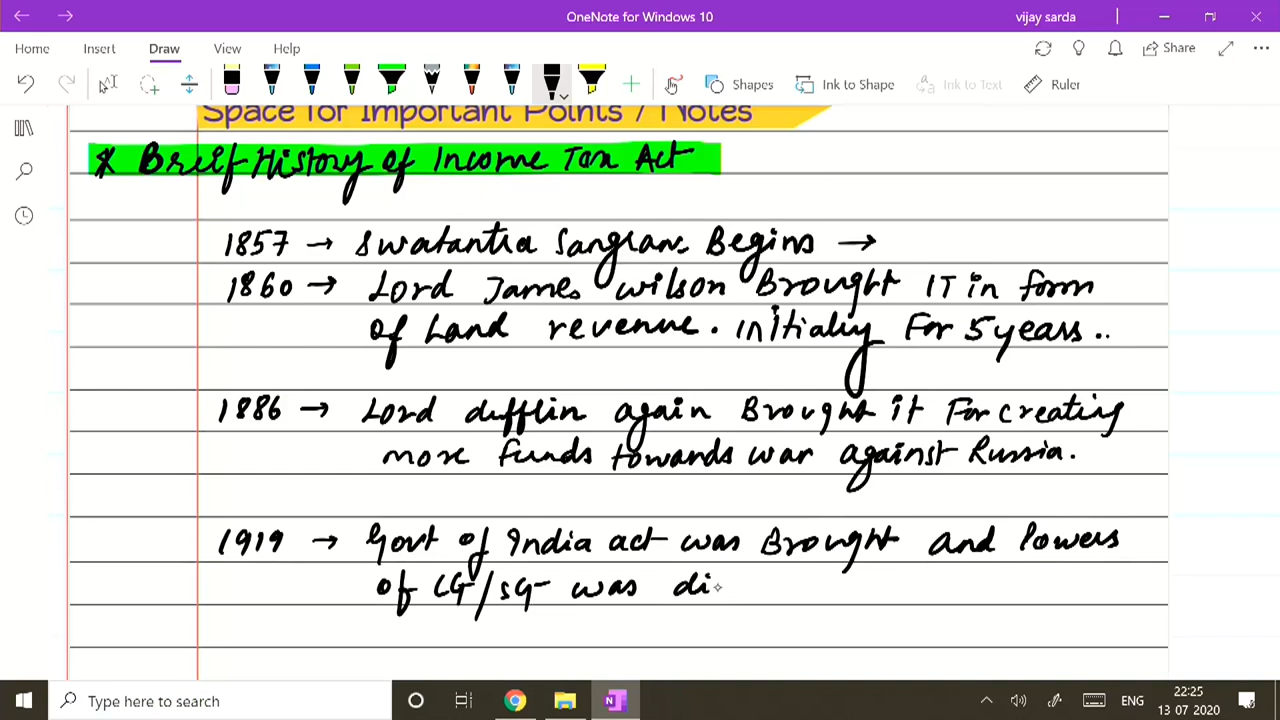 OneNote for Windows 10
vijay sarda
Home Insert Draw View Help
Share
Shapes Ink to Shape Ink to Text Ruler
Space for Important Points / Notes
* Breif History of Income Tax Act
1857 → Swatantra Sangram Begins →
1860 → Lord James Wilson Brought IT in form
of Land revenue. initially For 5 years..
1886 → Lord dufflin again Brought it For creating
more funds towards war against Russia.
1919 → Govt of India act was Brought and Powers
of CG/SG was di
Type here to search
ENG
22:25
13 07 2020